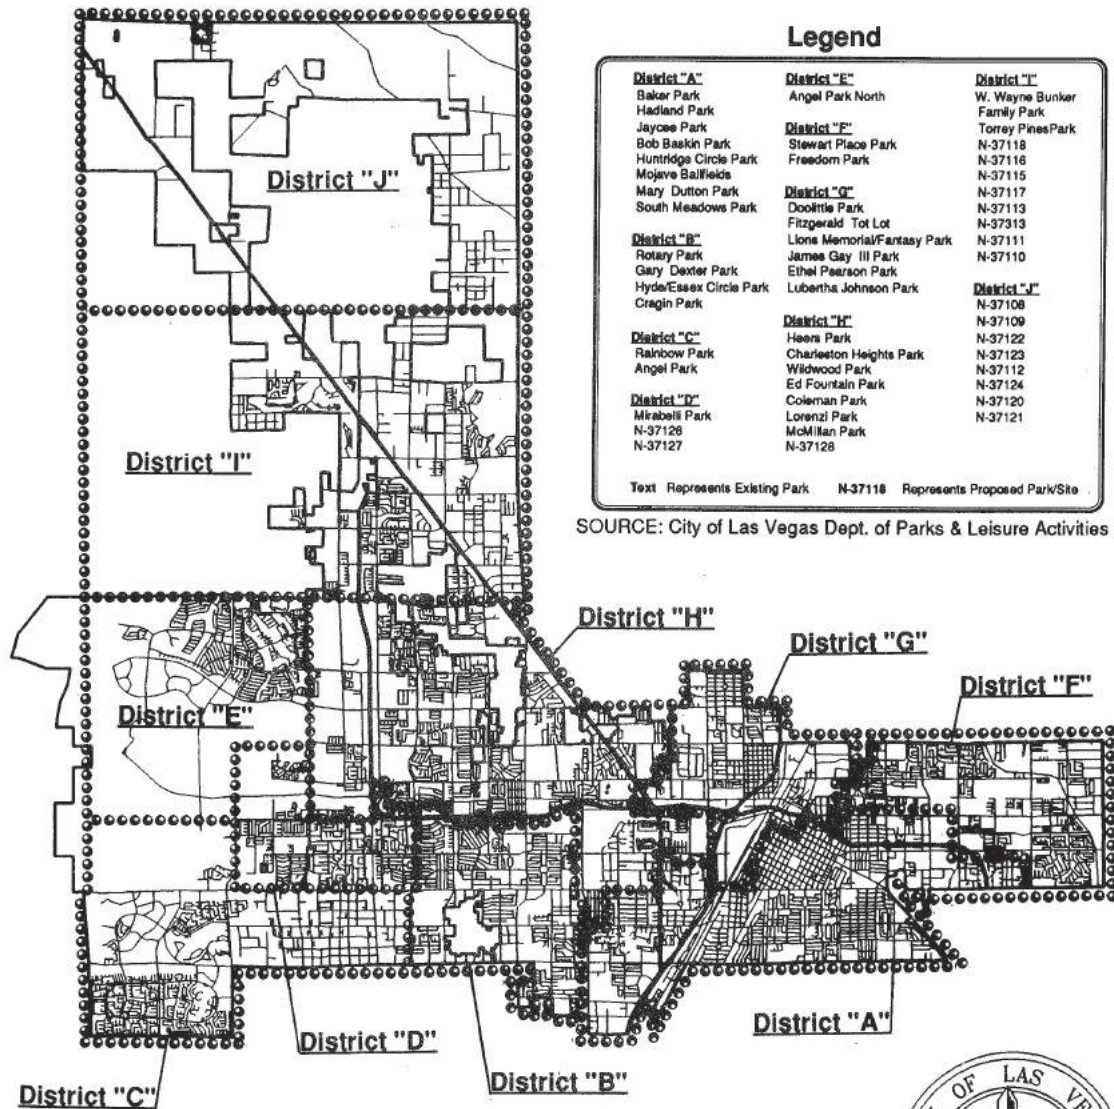 Legend
District "A"
Baker Park
Hadland Park
Jaycee Park
Bob Baskin Park
Huntridge Circle Park
Mojave Ballfields
Mary Dutton Park
South Meadows Park
District "B"
Rotary Park
Gary Dexter Park
Hyde/Essex Circle Park
Cragin Park
District "C"
Rainbow Park
Angel Park
District "D"
Mirabelli Park
N-37126
N-37127
District "E"
Angel Park North
District "F"
Stewart Place Park
Freedom Park
District "G"
Doolittle Park
Fitzgerald Tot Lot
Lions Memorial/Fantasy Park
James Gay III Park
Ethel Pearson Park
Lubertha Johnson Park
District "H"
Heers Park
Charleston Heights Park
Wildwood Park
Ed Fountain Park
Coleman Park
Lorenzi Park
McMillan Park
N-37128
District "I"
W. Wayne Bunker
Family Park
Torrey PinesPark
N-37118
N-37116
N-37115
N-37117
N-37113
N-37313
N-37111
N-37110
District "J"
N-37108
N-37109
N-37122
N-37123
N-37112
N-37124
N-37120
N-37121
Text Represents Existing Park N-37118 Represents Proposed Park/Site
SOURCE: City of Las Vegas Dept. of Parks & Leisure Activities
District "J"
District "I"
District "H"
District "G"
District "F"
District "E"
District "A"
District "D"
District "B"
District "C"
OF LAS VE